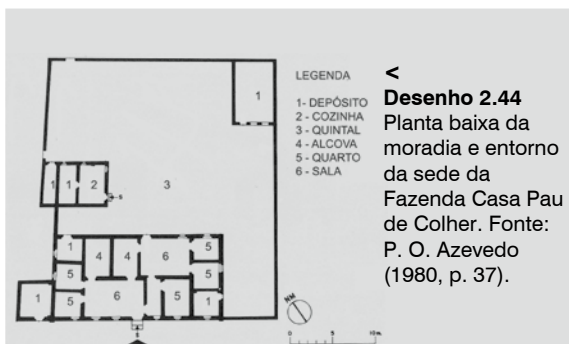 1
1
1
2
3
S
1
4
4
6
5
5
5
1
5
6
5
1
S
NM
0
5
10 m.
LEGENDA
1- DEPÓSITO
2 - COZINHA
3 - QUINTAL
4 - ALCOVA
5 - QUARTO
6 - SALA
<
Desenho 2.44
Planta baixa da
moradia e entorno
da sede da
Fazenda Casa Pau
de Colher. Fonte:
P. O. Azevedo
(1980, p. 37).